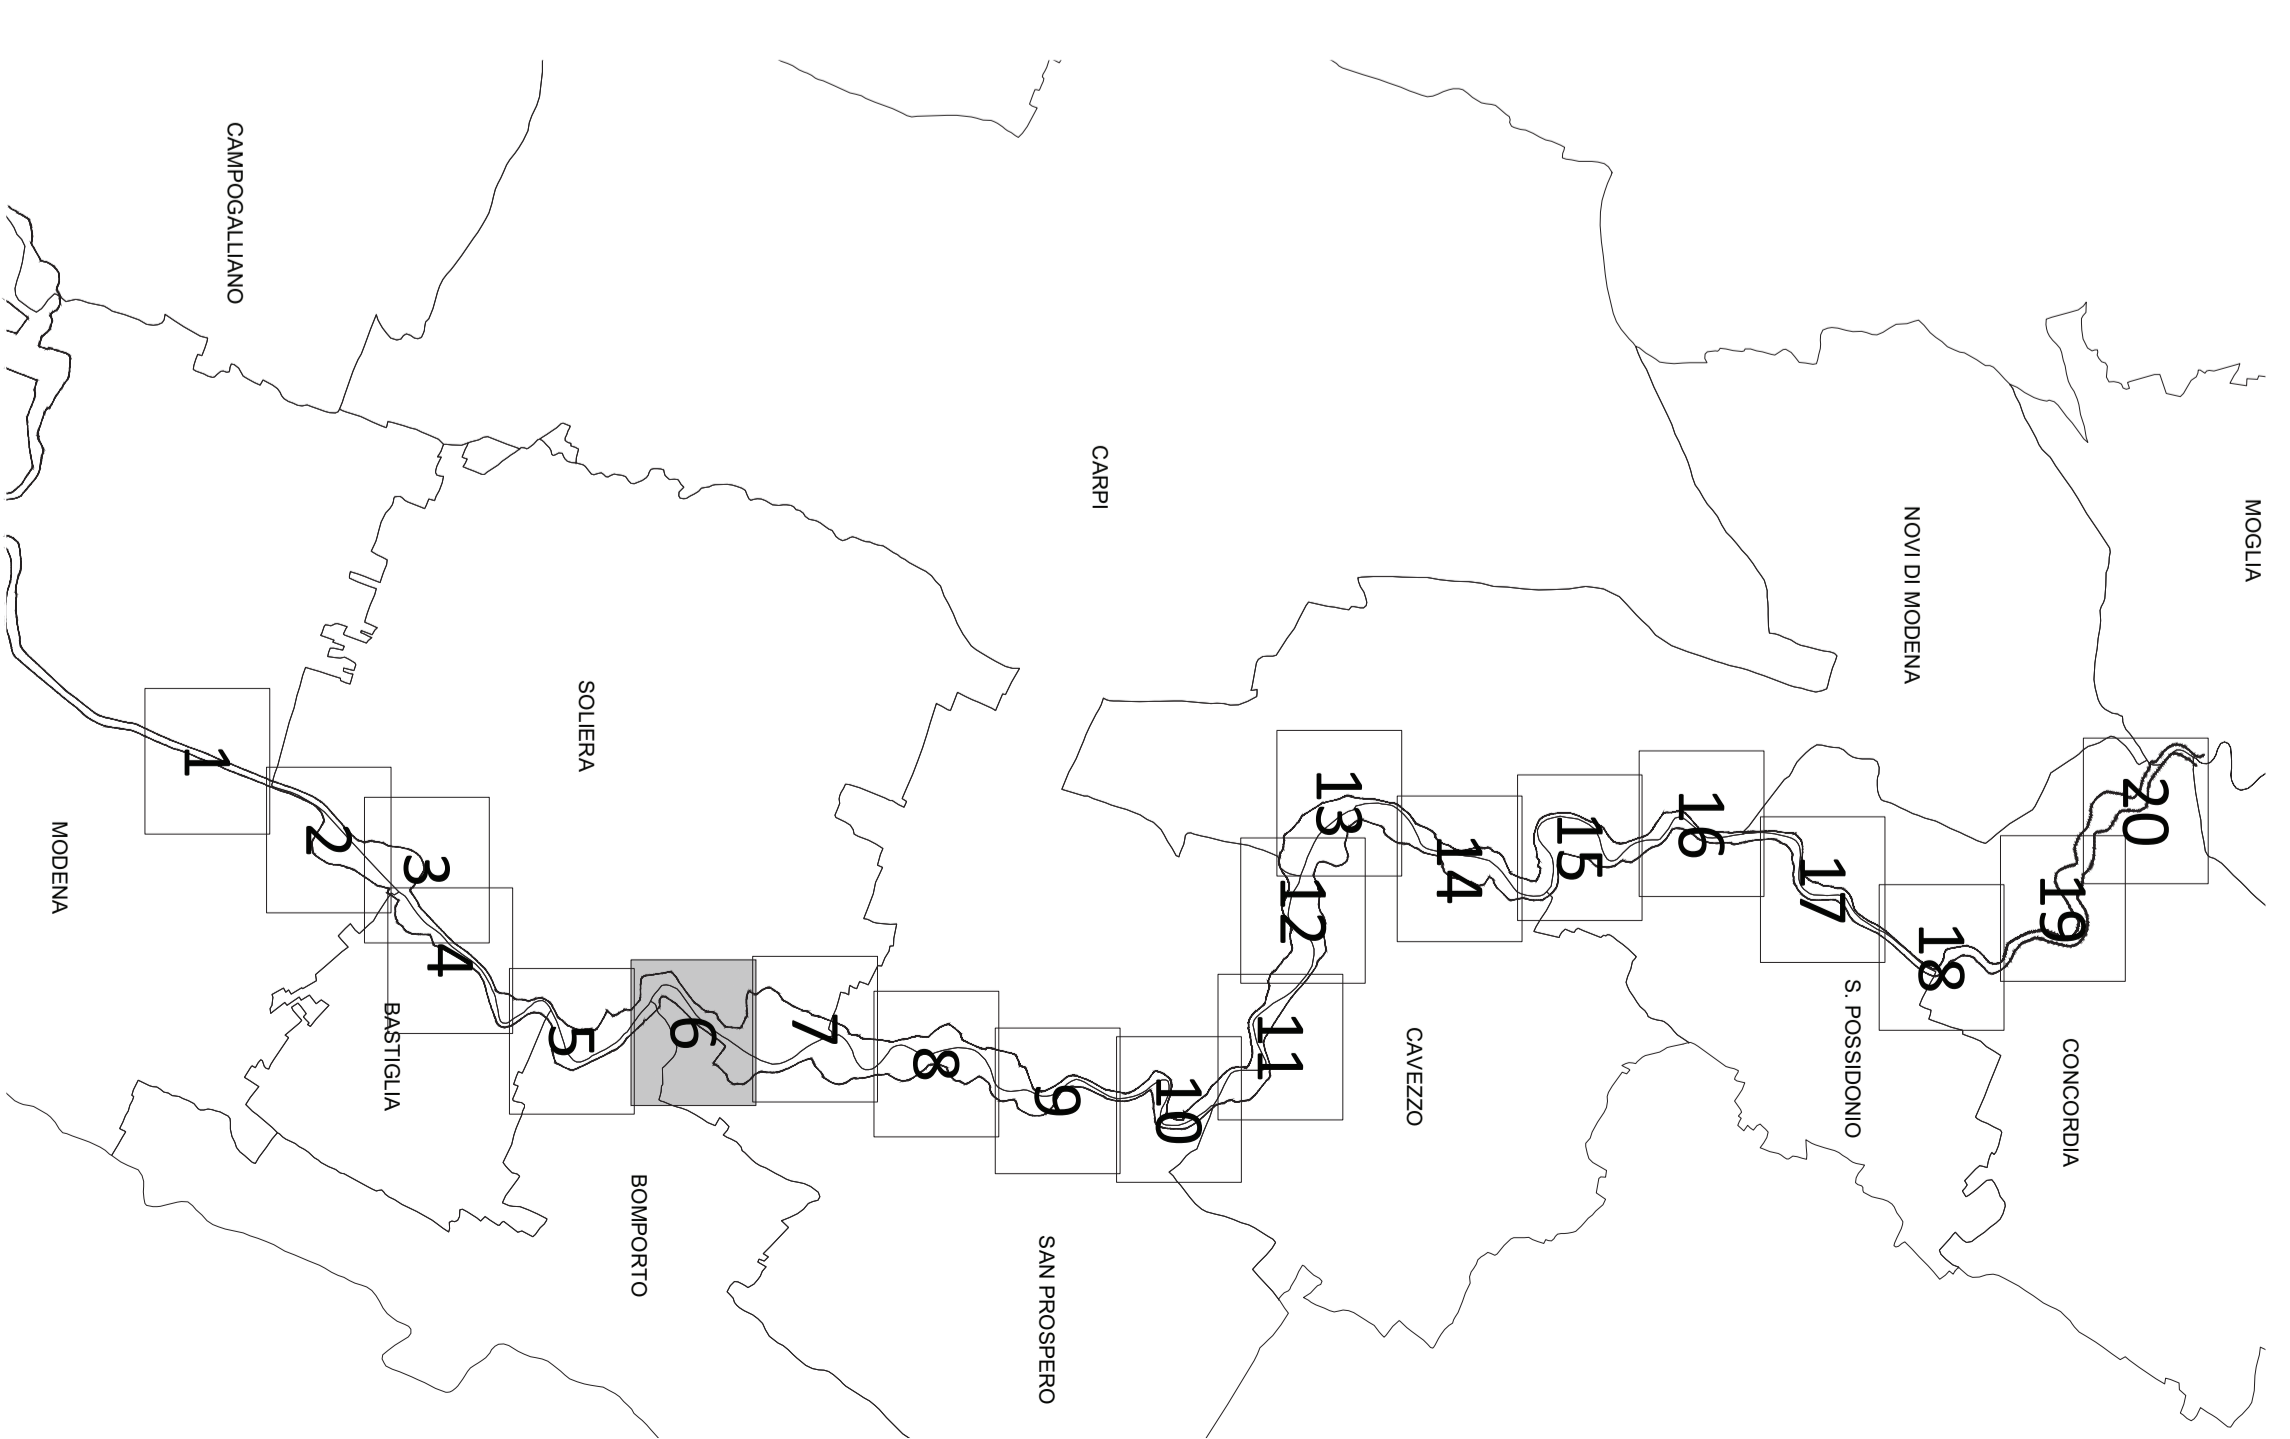 CAMPOGALLIANO
CARPI
MOGLIA
NOVI DI MODENA
SOLIERA
MODENA
BASTIGLIA
BOMPORTO
SAN PROSPERO
CAVEZZO
S. POSSIDONIO
CONCORDIA
1
2
3
4
5
6
7
8
9
10
11
12
13
14
15
16
17
18
19
20